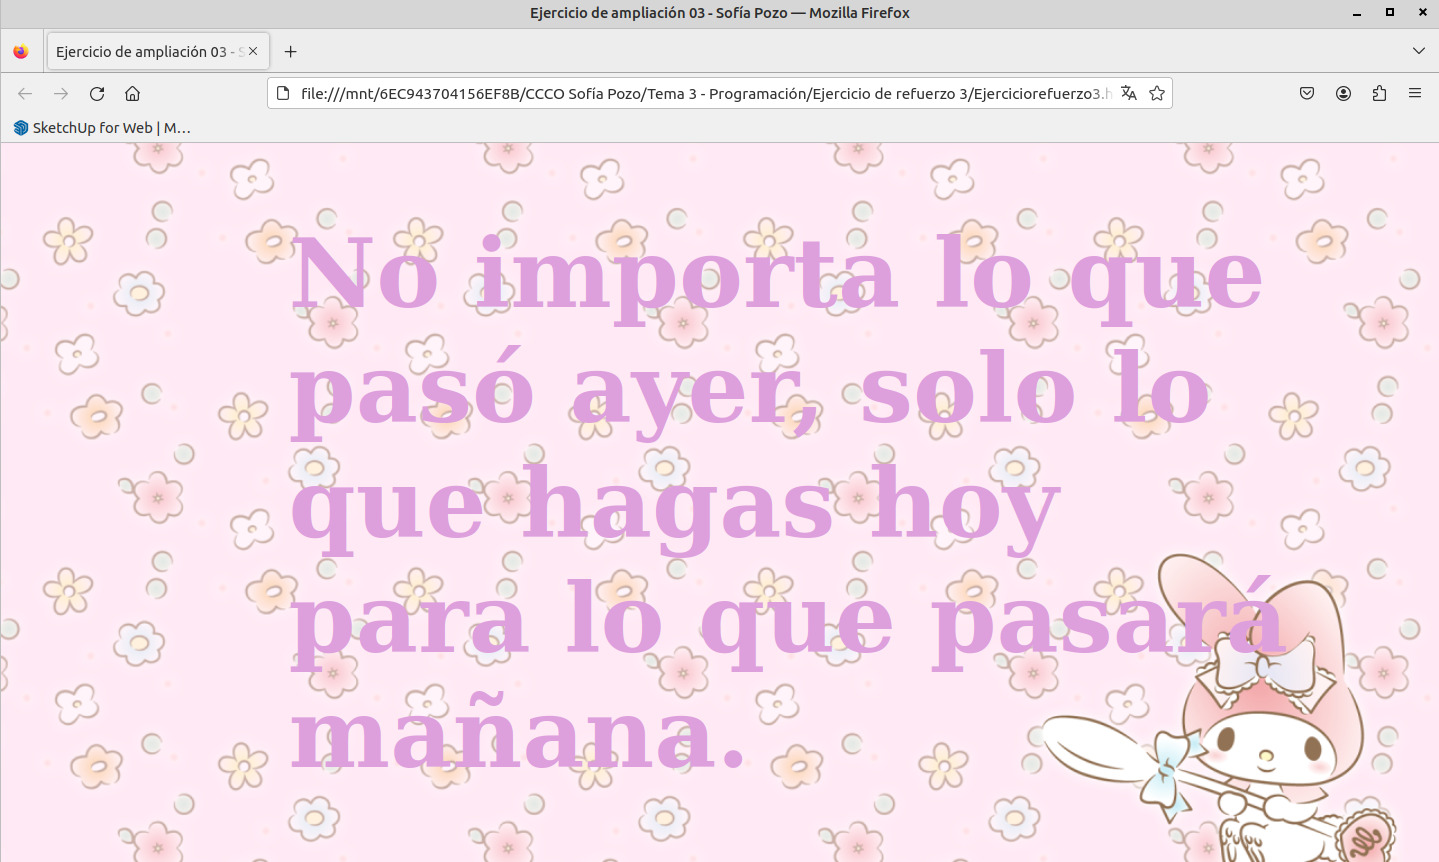 Ejercicio de ampliación 03 - Sofía Pozo — Mozilla Firefox
Ejercicio de ampliación 03 - S
file:///mnt/6EC943704156EF8B/CCCO Sofía Pozo/Tema 3 - Programación/Ejercicio de refuerzo 3/Ejerciciorefuerzo3.h
SketchUp for Web | M…
No importa lo que
pasó ayer, solo lo
que hagas hoy
para lo que pasará
mañana.